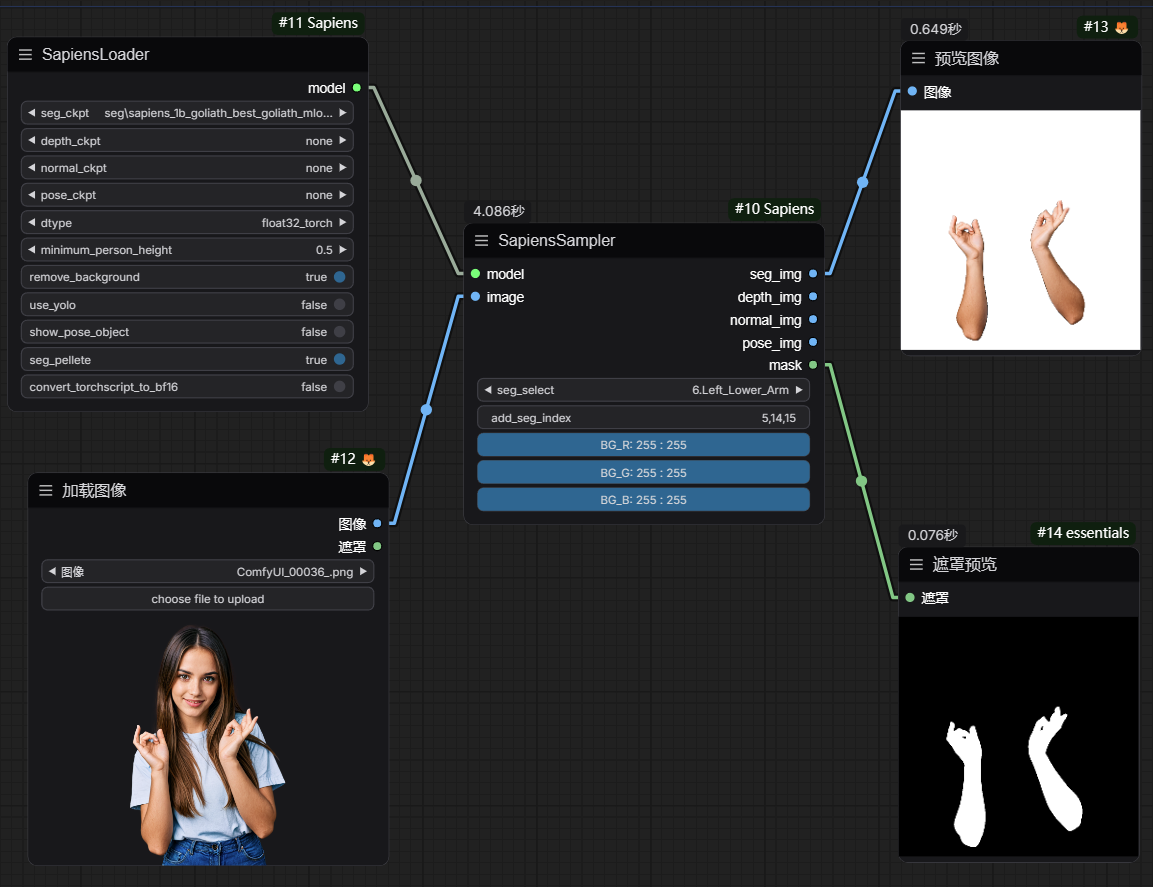 #11 Sapiens
SapiensLoader
model
seg_ckpt seg\sapiens_1b_goliath_best_goliath_mlo...
depth_ckpt none
normal_ckpt none
pose_ckpt none
dtype float32_torch
minimum_person_height 0.5
remove_background true
use_yolo false
show_pose_object false
seg_pellete true
convert_torchscript_to_bf16 false
#12
加载图像
图像
遮罩
图像 ComfyUI_00036_.png
choose file to upload
4.086秒
#10 Sapiens
SapiensSampler
model seg_img
image depth_img
normal_img
pose_img
mask
seg_select 6.Left_Lower_Arm
add_seg_index 5,14,15
BG_R: 255 : 255
BG_G: 255 : 255
BG_B: 255 : 255
0.649秒
#13
预览图像
图像
0.076秒
#14 essentials
遮罩预览
遮罩